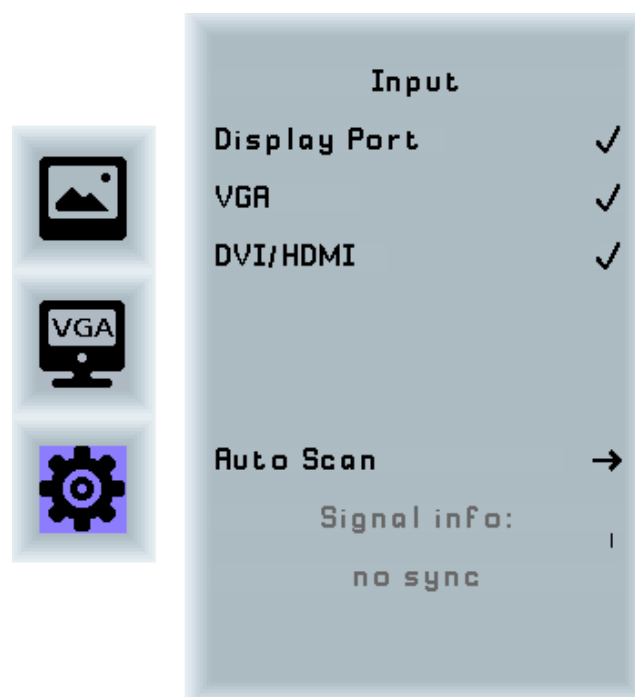 Input
Display Port ✓
VGA ✓
DVI/HDMI ✓
VGA
Auto Scan →
Signal info:
no sync